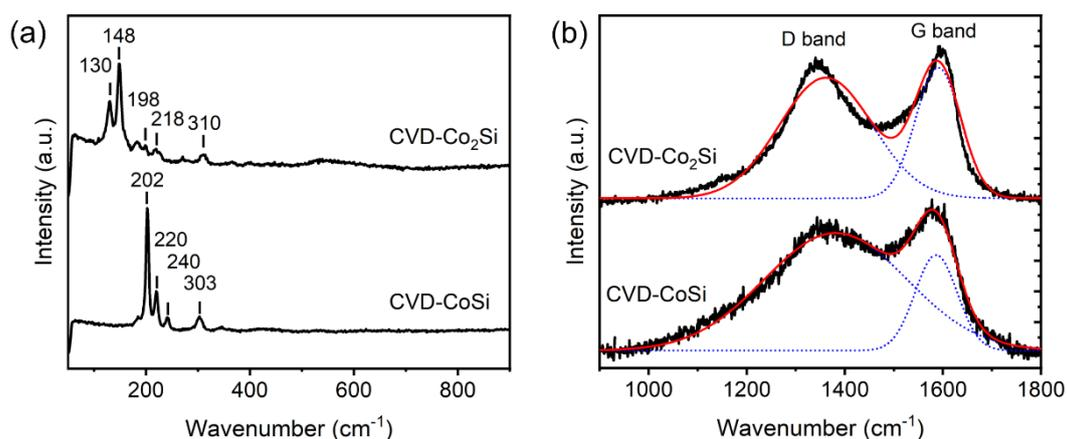 (a)
148
130
198
218
310
CVD-Co₂Si
202
220
240
303
CVD-CoSi
Intensity (a.u.)
200 400 600 800
Wavenumber (cm⁻¹)
(b)
D band
G band
CVD-Co₂Si
CVD-CoSi
Intensity (a.u.)
1000 1200 1400 1600 1800
Wavenumber (cm⁻¹)